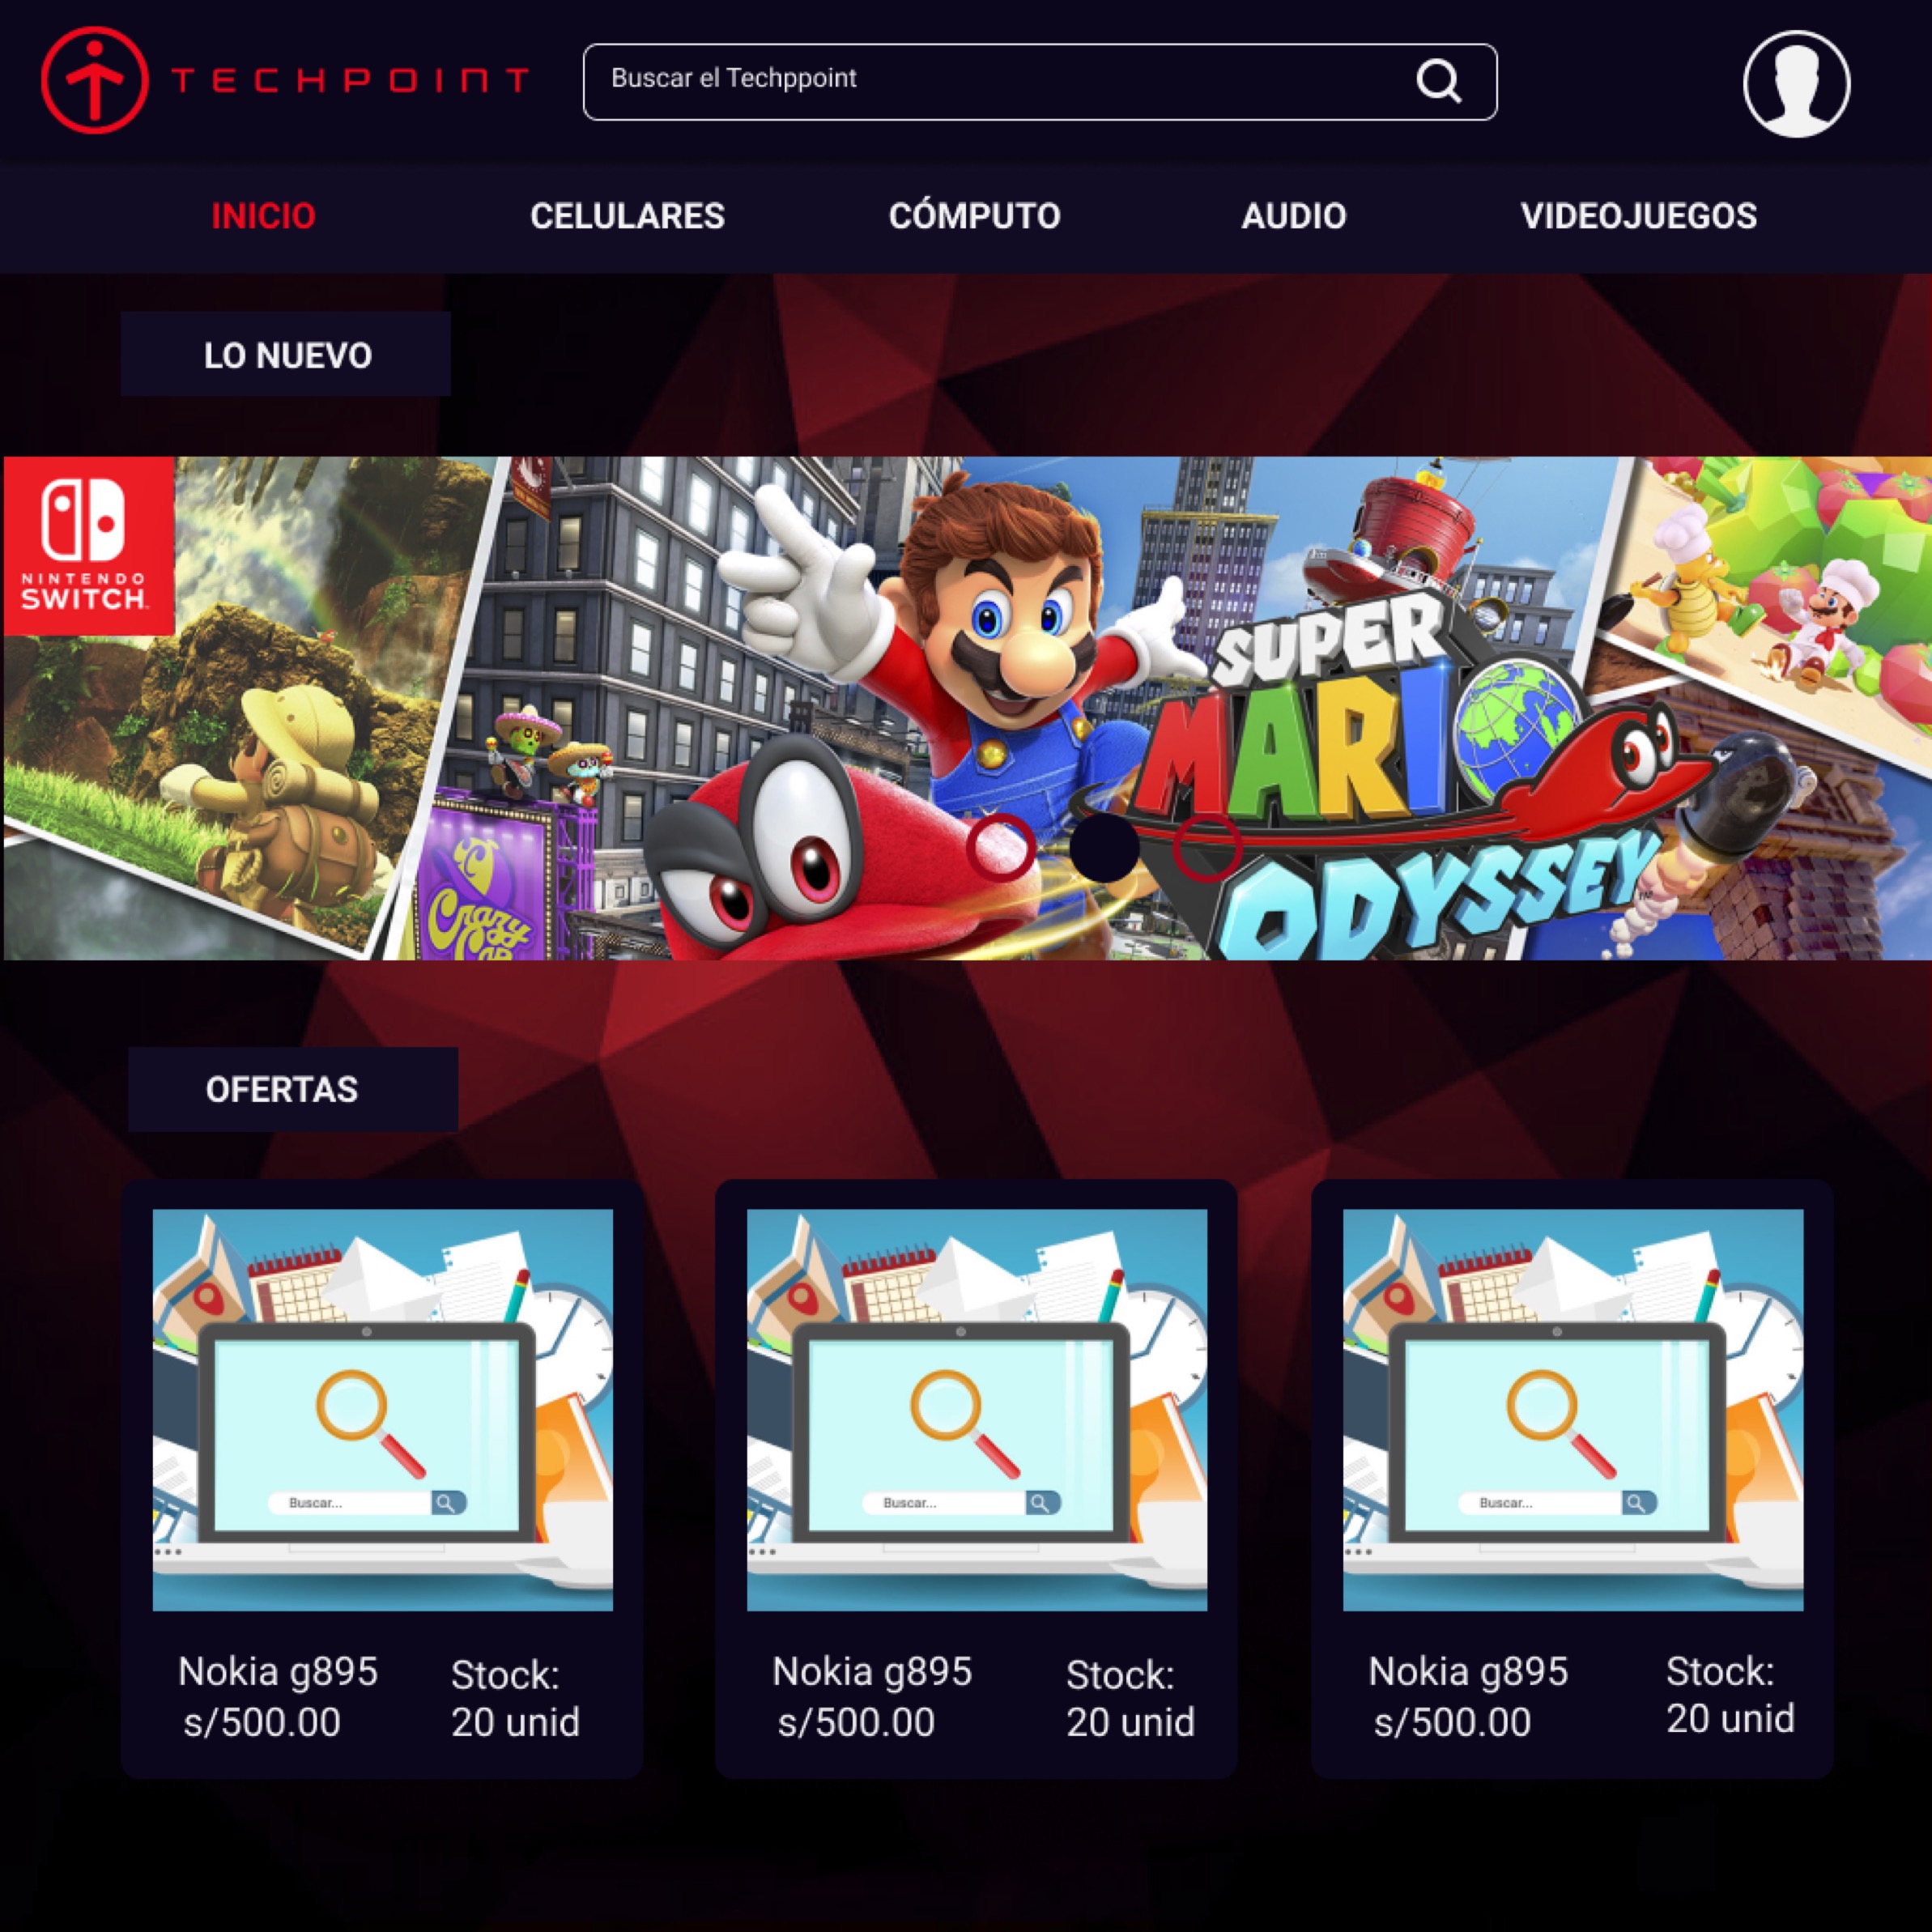 TECHPOINT
Buscar el Techppoint
INICIO CELULARES CÓMPUTO AUDIO VIDEOJUEGOS
LO NUEVO
NINTENDO
SWITCH
SUPER
MARIO
ODYSSEY
Crazy
Cap
OFERTAS
Buscar...
Buscar...
Buscar...
Nokia g895
s/500.00
Stock:
20 unid
Nokia g895
s/500.00
Stock:
20 unid
Nokia g895
s/500.00
Stock:
20 unid